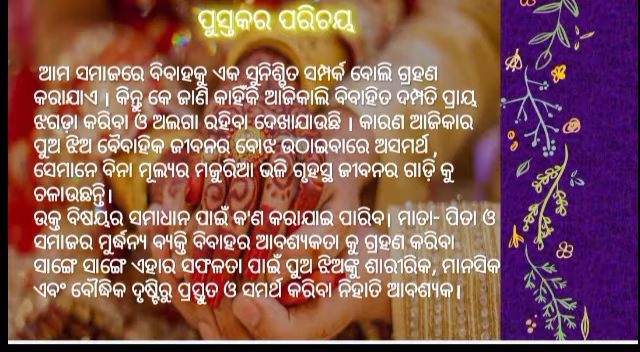 ପୁସ୍ତକର ପରିଚୟ
ଆମ ସମାଜରେ ବିବାହକୁ ଏକ ସୁନିଶ୍ଚିତ ସମ୍ପର୍କ ବୋଲି ଗ୍ରହଣ
କରାଯାଏ । କିନ୍ତୁ କେ ଜାଣି କାହିଁକି ଆଜିକାଲି ବିବାହିତ ଦମ୍ପତି ପ୍ରାୟ
ଝଗଡ଼ା କରିବା ଓ ଅଲଗା ରହିବା ଦେଖାଯାଉଛି । କାରଣ ଆଜିକାର
ପୁଅ ଝିଅ ବୈବାହିକ ଜୀବନର ବୋଝ ଉଠାଇବାରେ ଅସମର୍ଥ ,
ସେମାନେ ବିନା ମୂଲ୍ୟର ମଜୁରିଆ ଭଳି ଗୃହସ୍ଥ ଜୀବନର ଗାଡ଼ି କୁ
ଚଳାଉଛନ୍ତି।
ଉକ୍ତ ବିଷୟର ସମାଧାନ ପାଇଁ କ'ଣ କରାଯାଇ ପାରିବ। ମାତା- ପିତା ଓ
ସମାଜର ମୁର୍ଦ୍ଧନ୍ୟ ବ୍ୟକ୍ତି ବିବାହର ଆବଶ୍ୟକତା କୁ ଗ୍ରହଣ କରିବା
ସାଙ୍ଗେ ସାଙ୍ଗେ ଏହାର ସଫଳତା ପାଇଁ ପୁଅ ଝିଅଙ୍କୁ ଶାରୀରିକ, ମାନସିକ
ଏବଂ ବୌଦ୍ଧିକ ଦୃଷ୍ଟିରୁ ପ୍ରସ୍ତୁତ ଓ ସମର୍ଥ କରିବା ନିହାତି ଆବଶ୍ୟକ।